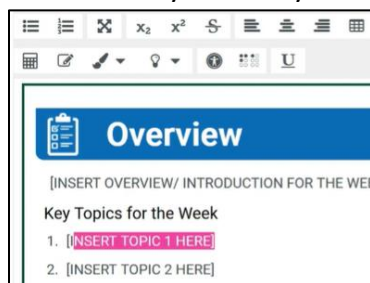 Overview
[INSERT OVERVIEW/ INTRODUCTION FOR THE
Key Topics for the Week
1. [INSERT TOPIC 1 HERE]
2. [INSERT TOPIC 2 HERE]